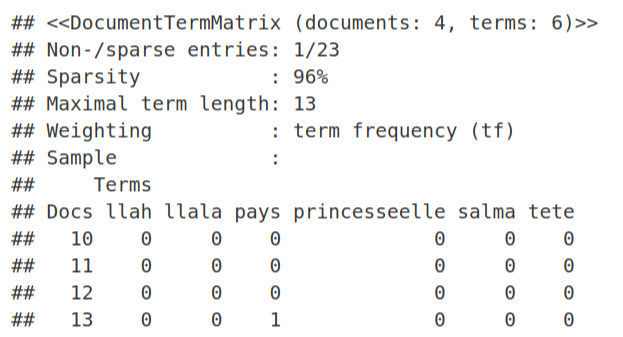 ## <<DocumentTermMatrix (documents: 4, terms: 6)>>
## Non-/sparse entries: 1/23
## Sparsity           : 96%
## Maximal term length: 13
## Weighting          : term frequency (tf)
## Sample             :
##     Terms
## Docs llah llala pays princesseelle salma tete
##   10    0     0    0             0     0    0
##   11    0     0    0             0     0    0
##   12    0     0    0             0     0    0
##   13    0     0    1             0     0    0